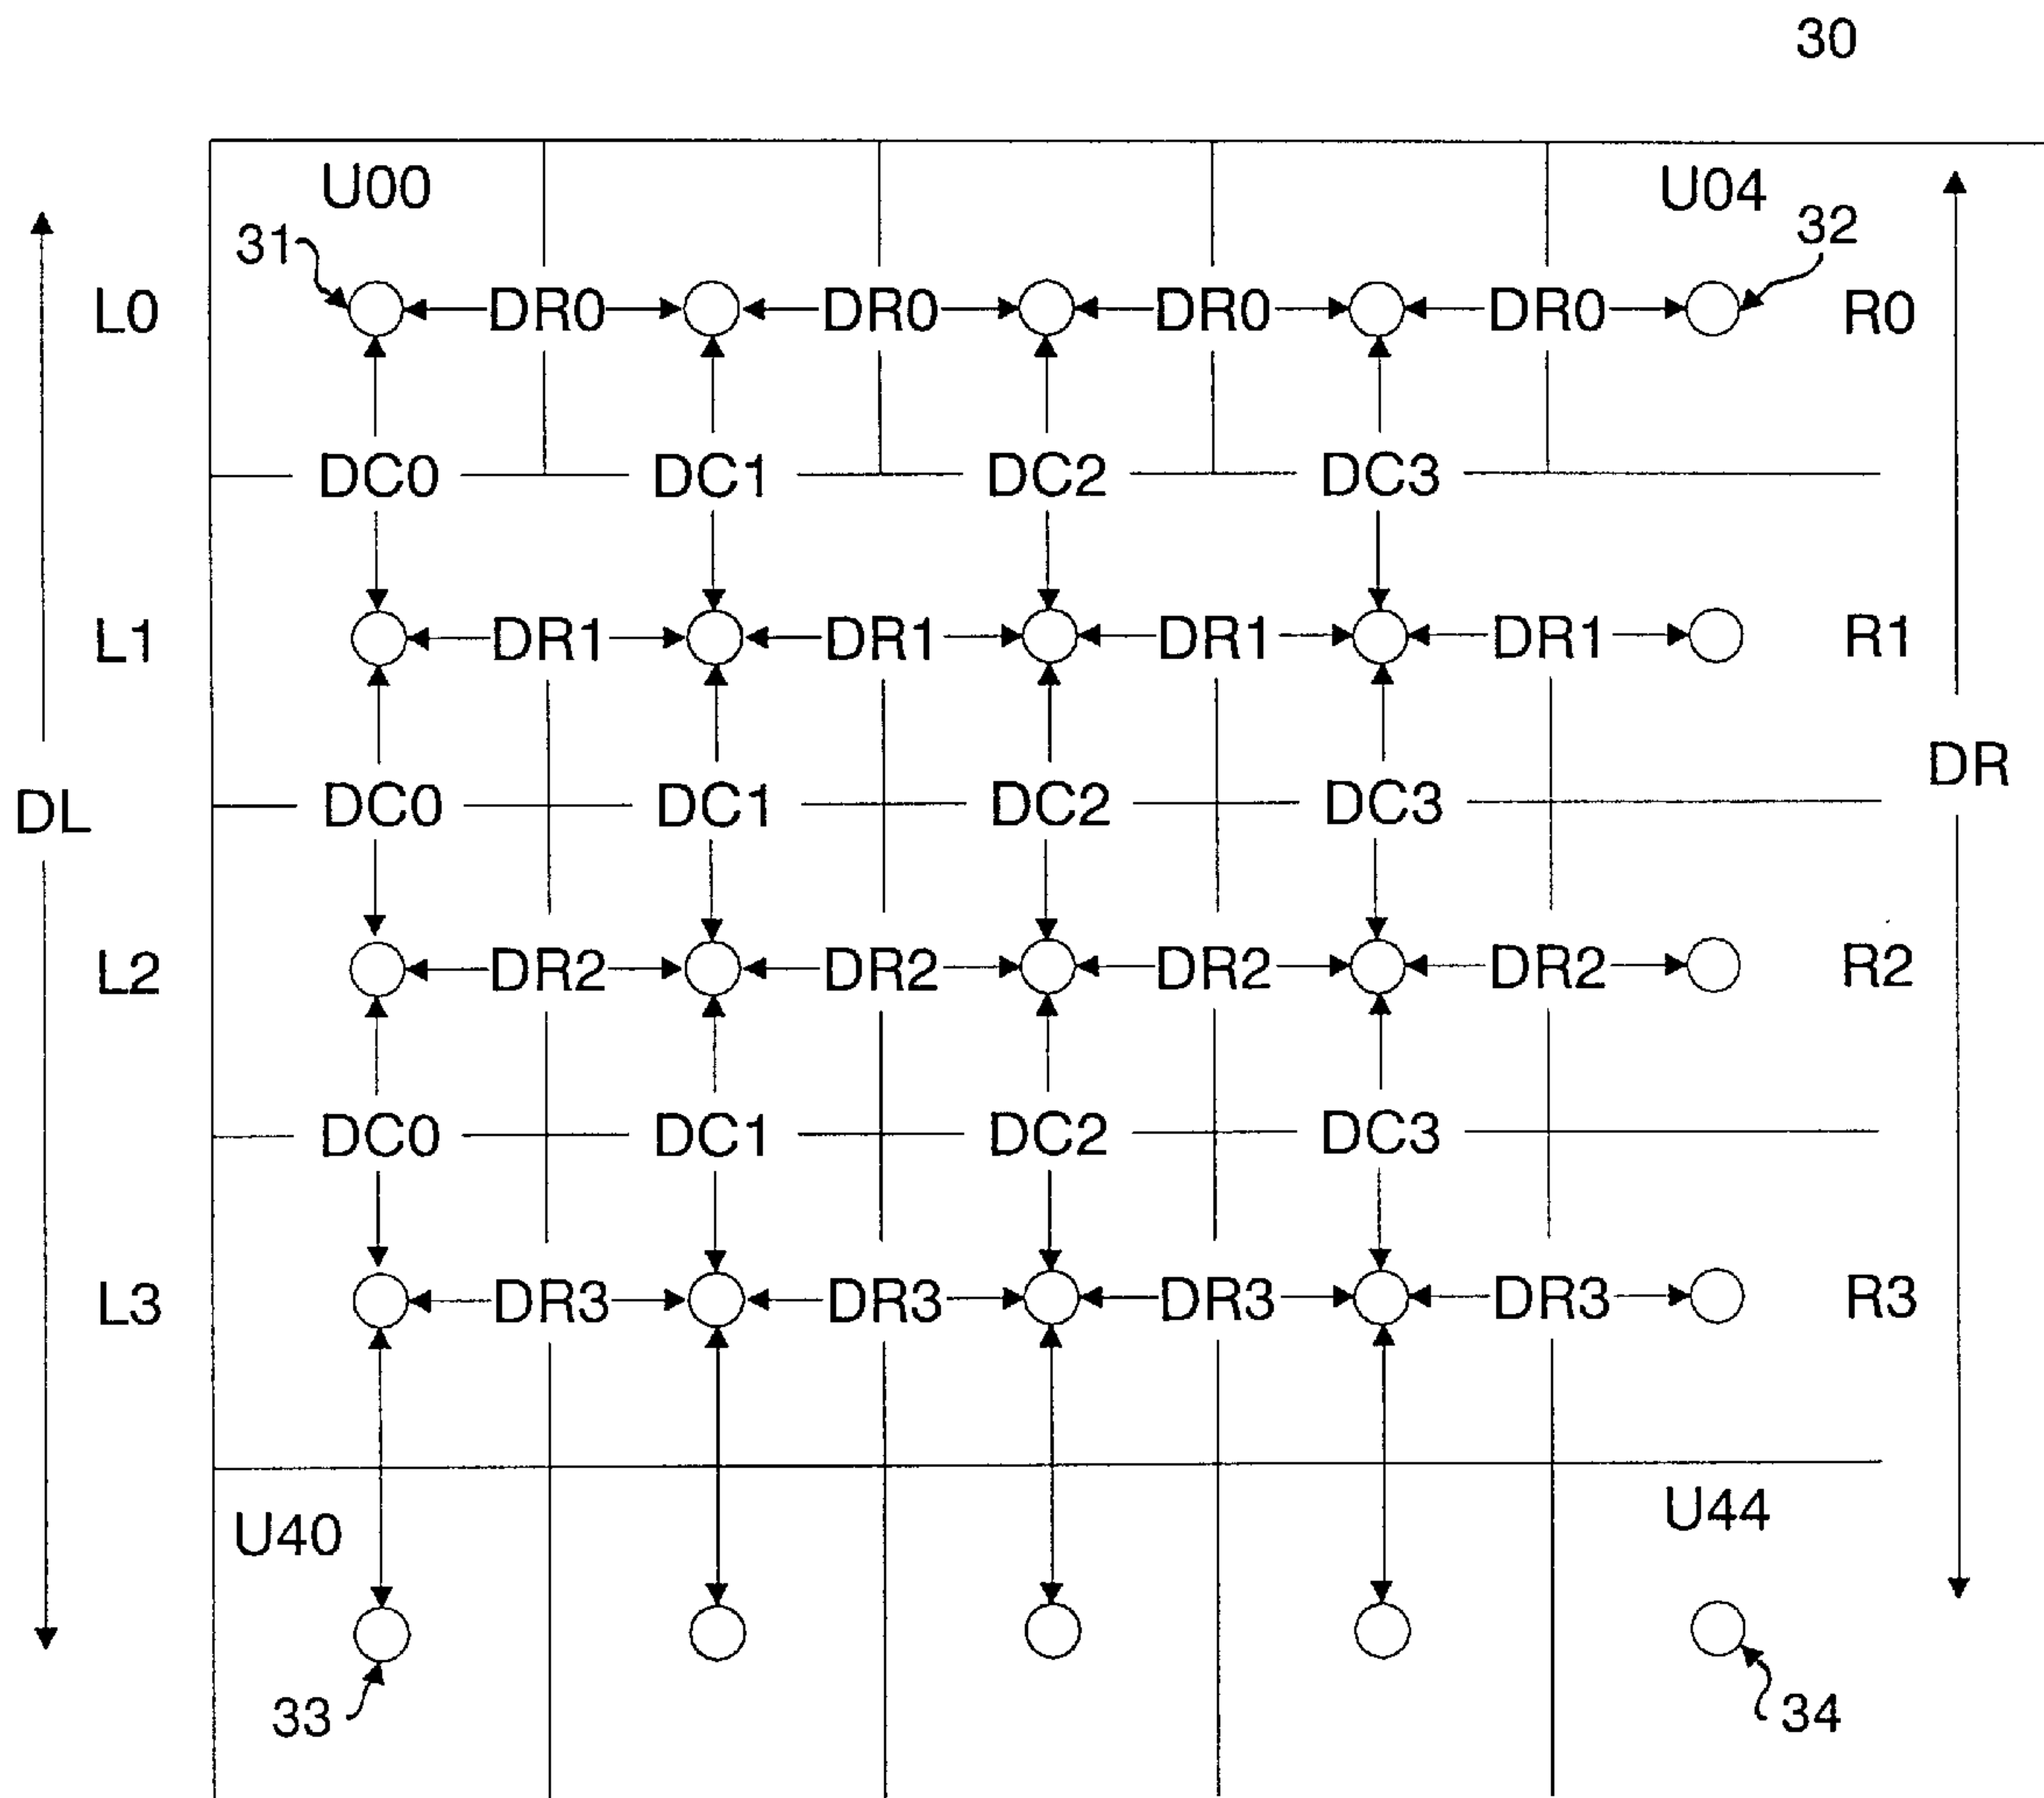 30
U00 U04
31 32
L0 DR0 DR0 DR0 DR0 R0
DC0 DC1 DC2 DC3
L1 DR1 DR1 DR1 DR1 R1
DR
DL DC0 DC1 DC2 DC3
L2 DR2 DR2 DR2 DR2 R2
DC0 DC1 DC2 DC3
L3 DR3 DR3 DR3 DR3 R3
U40 U44
33 34